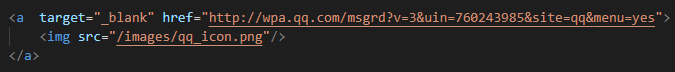 <a  target="_blank" href="http://wpa.qq.com/msgrd?v=3&uin=760243985&site=qq&menu=yes">
    <img src="/images/qq_icon.png"/>
</a>